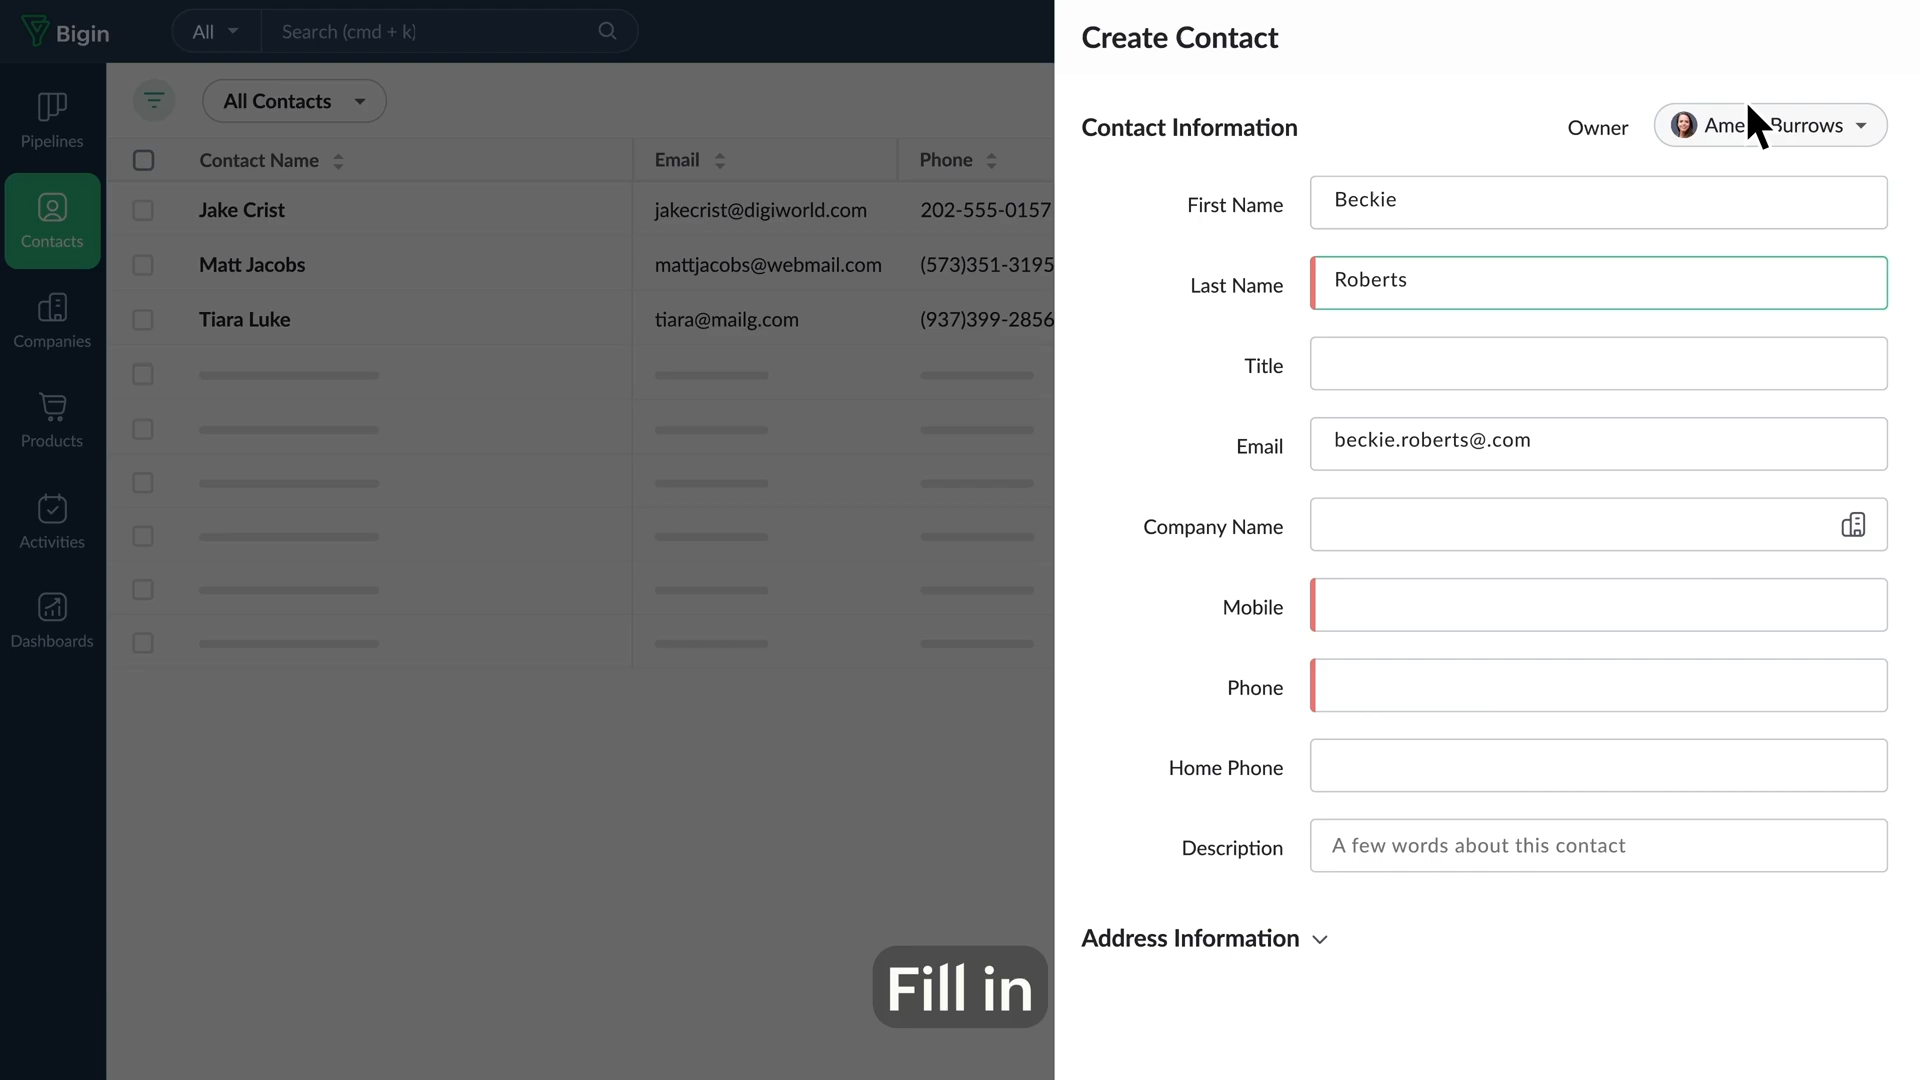 Bigin
All
Search (cmd + k)
Create Contact
Pipelines
Contacts
Companies
Products
Activities
Dashboards
All Contacts
Contact Name Email Phone
Jake Crist jakecrist@digiworld.com 202-555-0157
Matt Jacobs mattjacobs@webmail.com (573)351-3195
Tiara Luke tiara@mailg.com (937)399-2856
Contact Information
Owner Burrows
First Name Beckie
Last Name Roberts
Title
Email beckie.roberts@.com
Company Name
Mobile
Phone
Home Phone
Description A few words about this contact
Address Information
Fill in